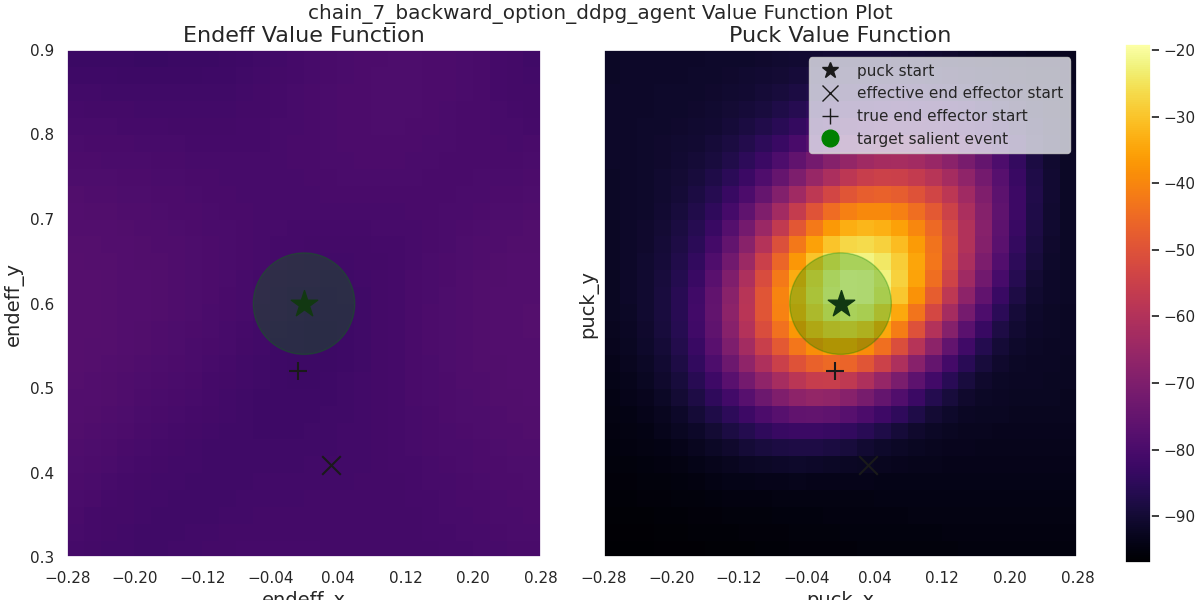 chain_7_backward_option_ddpg_agent Value Function Plot
Endeff Value Function
0.9
0.8
0.7
0.6
0.5
0.4
0.3
endeff_y
−0.28 −0.20 −0.12 −0.04 0.04 0.12 0.20 0.28
endeff_x
Puck Value Function
puck start
effective end effector start
true end effector start
target salient event
puck_y
−0.28 −0.20 −0.12 −0.04 0.04 0.12 0.20 0.28
puck_x
−20
−30
−40
−50
−60
−70
−80
−90